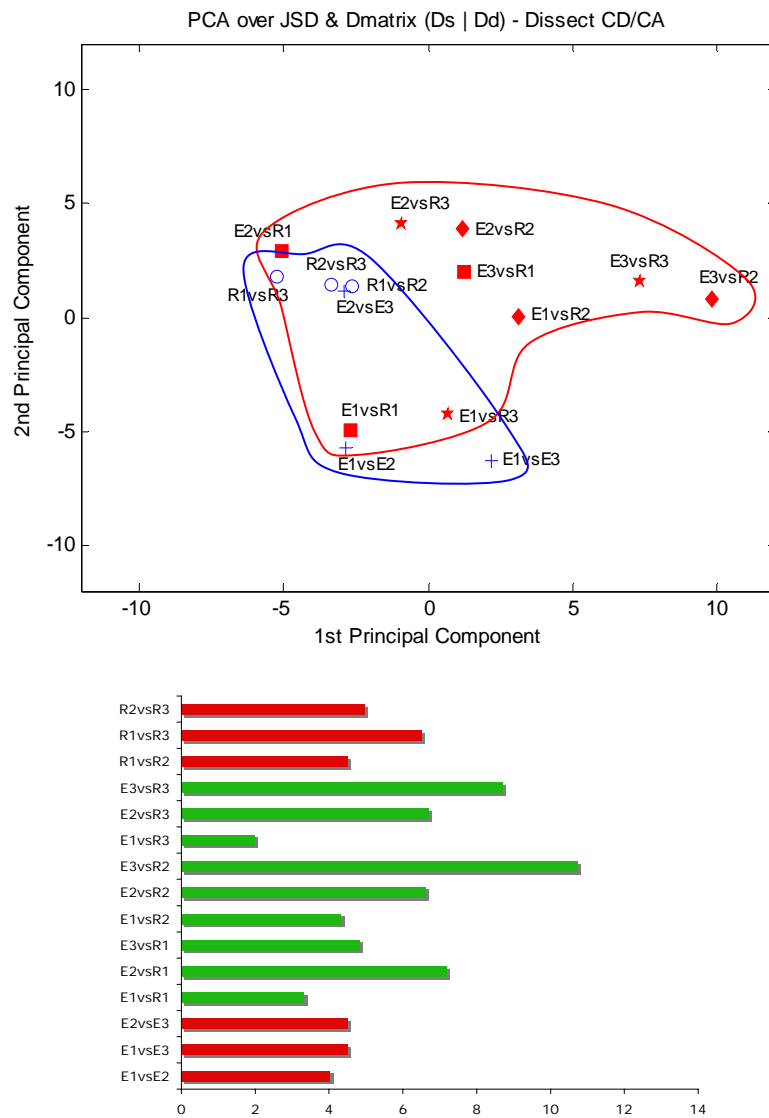 PCA over JSD & Dmatrix (Ds | Dd) - Dissect CD/CA
10
5
0
-5
-10
2nd Principal Component
E2vsR3
E2vsR1
E2vsR2
R2vsR3
E3vsR1
E3vsR3
E3vsR2
R1vsR3
R1vsR2
E2vsE3
E1vsR2
E1vsR1
E1vsR3
E1vsE2
E1vsE3
-10 -5 0 5 10
1st Principal Component
R2vsR3
R1vsR3
R1vsR2
E3vsR3
E2vsR3
E1vsR3
E3vsR2
E2vsR2
E1vsR2
E3vsR1
E2vsR1
E1vsR1
E2vsE3
E1vsE3
E1vsE2
0 2 4 6 8 10 12 14